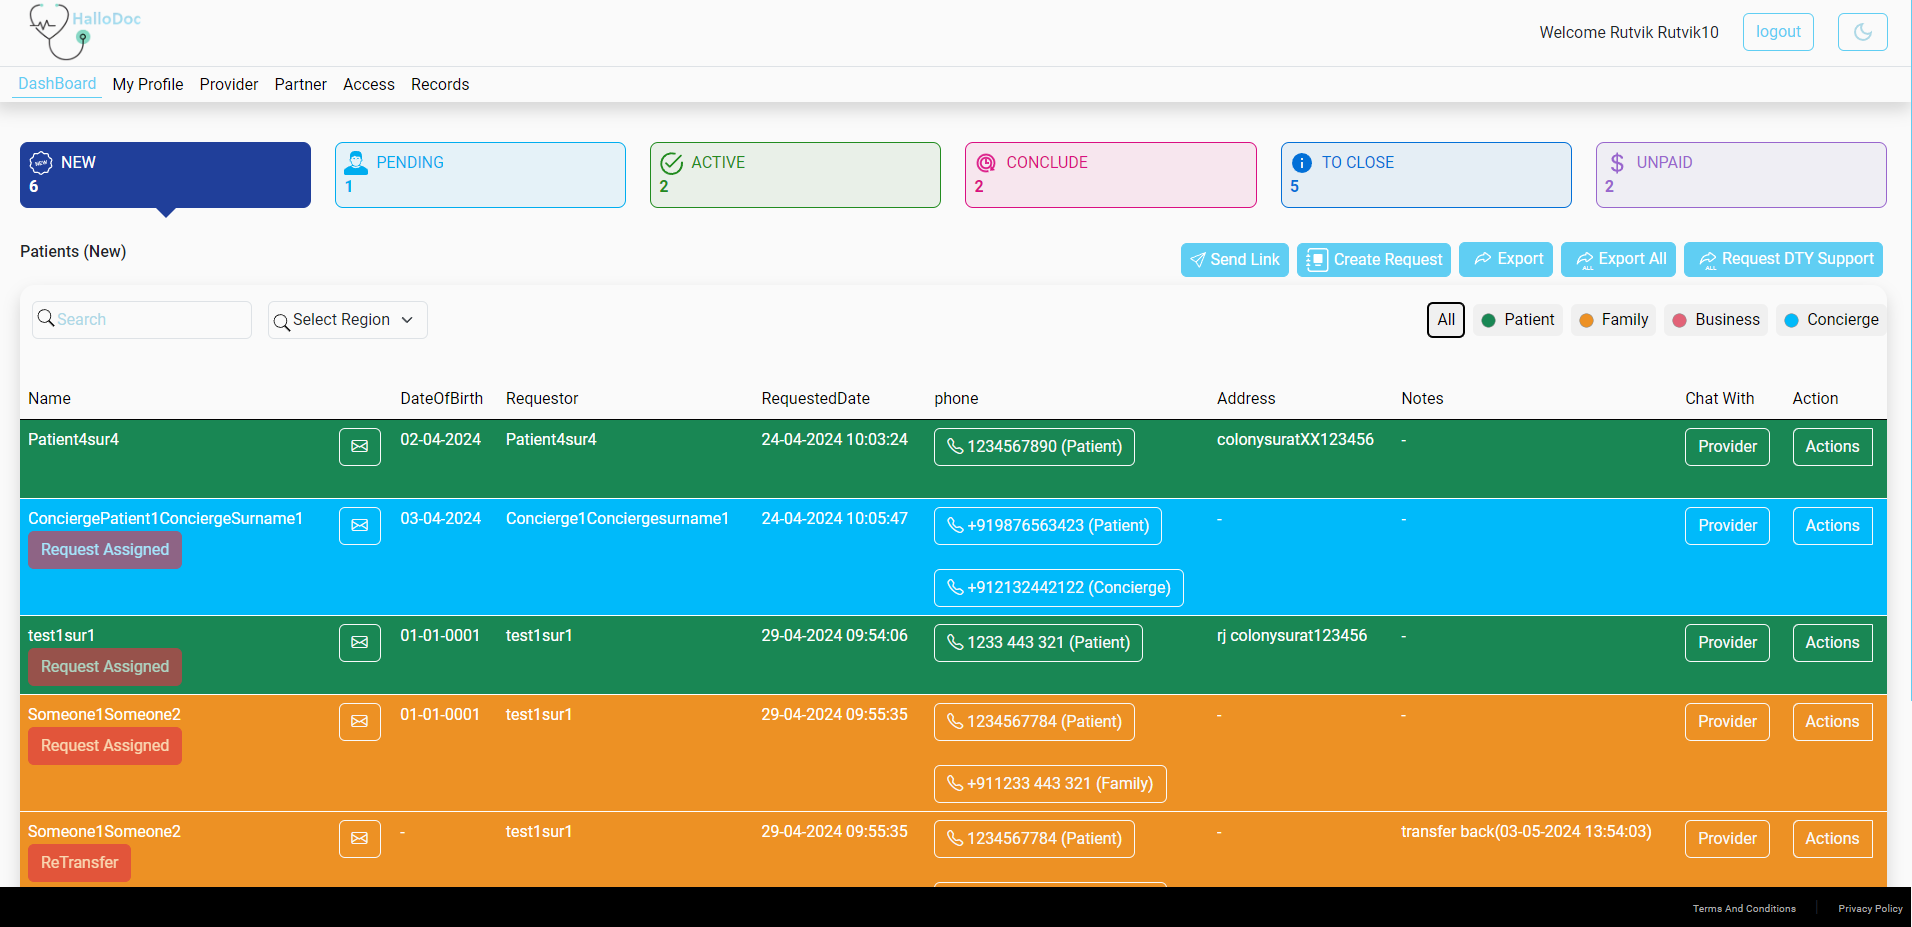 HalloDoc
Welcome Rutvik Rutvik10
logout
DashBoard My Profile Provider Partner Access Records
NEW
6
PENDING
1
ACTIVE
2
CONCLUDE
2
TO CLOSE
5
UNPAID
2
Patients (New)
Send Link
Create Request
Export
ALL Export All
ALL Request DTY Support
Search
Select Region
All
Patient
Family
Business
Concierge
Name DateOfBirth Requestor RequestedDate phone Address Notes Chat With Action
Patient4sur4 02-04-2024 Patient4sur4 24-04-2024 10:03:24 1234567890 (Patient) colonysuratXX123456 - Provider Actions
ConciergePatient1ConciergeSurname1 03-04-2024 Concierge1Conciergesurname1 24-04-2024 10:05:47 +919876563423 (Patient) - - Provider Actions
Request Assigned
+912132442122 (Concierge)
test1sur1 01-01-0001 test1sur1 29-04-2024 09:54:06 1233 443 321 (Patient) rj colonysurat123456 - Provider Actions
Request Assigned
Someone1Someone2 01-01-0001 test1sur1 29-04-2024 09:55:35 1234567784 (Patient) - - Provider Actions
Request Assigned
+911233 443 321 (Family)
Someone1Someone2 - test1sur1 29-04-2024 09:55:35 1234567784 (Patient) - transfer back(03-05-2024 13:54:03) Provider Actions
ReTransfer
Terms And Conditions Privacy Policy